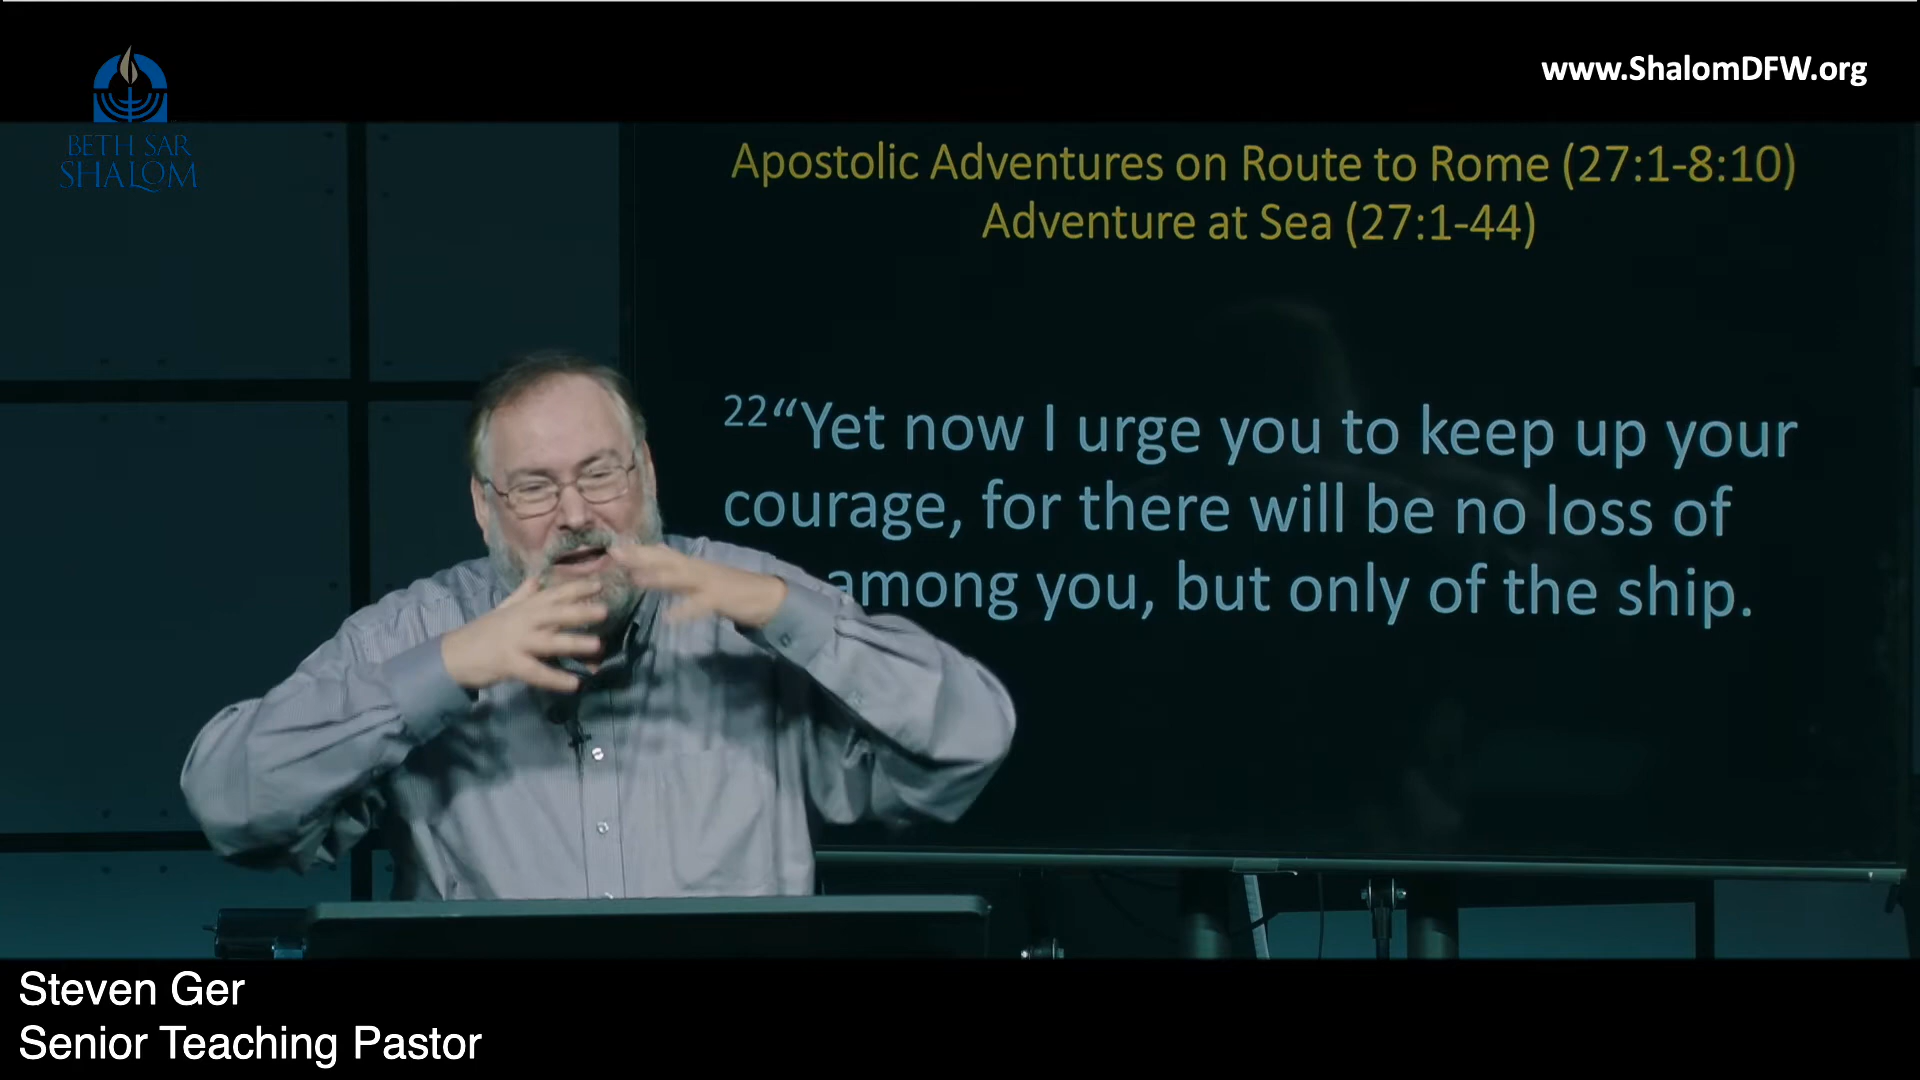 BETH SAR
SHALOM
www.ShalomDFW.org
Apostolic Adventures on Route to Rome (27:1-8:10)
Adventure at Sea (27:1-44)
22“Yet now I urge you to keep up your
courage, for there will be no loss of
among you, but only of the ship.
Steven Ger
Senior Teaching Pastor